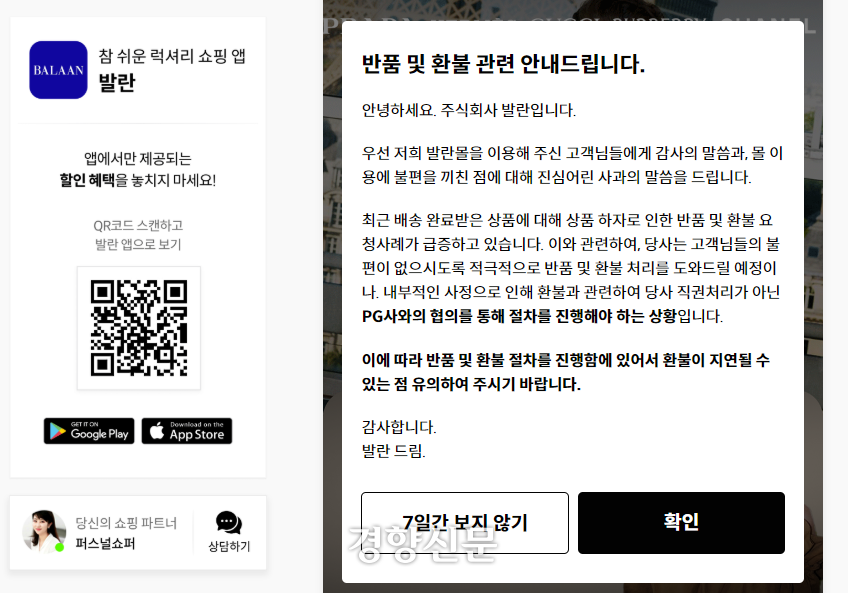 BALAAN
참 쉬운 럭셔리 쇼핑 앱
발란
앱에서만 제공되는
할인 혜택을 놓치지 마세요!
QR코드 스캔하고
발란 앱으로 보기
GET IT ON
Google Play
Download on the
App Store
당신의 쇼핑 파트너
퍼스널쇼퍼
상담하기
PRADA
GUCCI BURBERRY CHANEL
반품 및 환불 관련 안내드립니다.
안녕하세요. 주식회사 발란입니다.
우선 저희 발란몰을 이용해 주신 고객님들에게 감사의 말씀과, 몰 이
용에 불편을 끼친 점에 대해 진심어린 사과의 말씀을 드립니다.
최근 배송 완료받은 상품에 대해 상품 하자로 인한 반품 및 환불 요
청사례가 급증하고 있습니다. 이와 관련하여, 당사는 고객님들의 불
편이 없으시도록 적극적으로 반품 및 환불 처리를 도와드릴 예정이
나. 내부적인 사정으로 인해 환불과 관련하여 당사 직권처리가 아닌
PG사와의 협의를 통해 절차를 진행해야 하는 상황입니다.
이에 따라 반품 및 환불 절차를 진행함에 있어서 환불이 지연될 수
있는 점 유의하여 주시기 바랍니다.
감사합니다.
발란 드림.
7일간 보지 않기
확인
경향신문